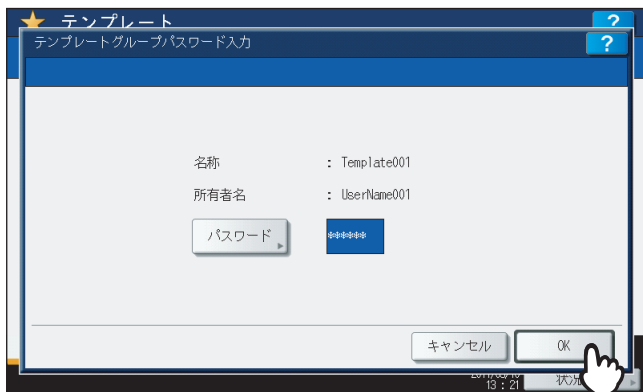 テンプレート
?
テンプレートグループパスワード入力
?
名称 : Template001
所有者名 : UserName001
パスワード ******
キャンセル OK
13:21 状況